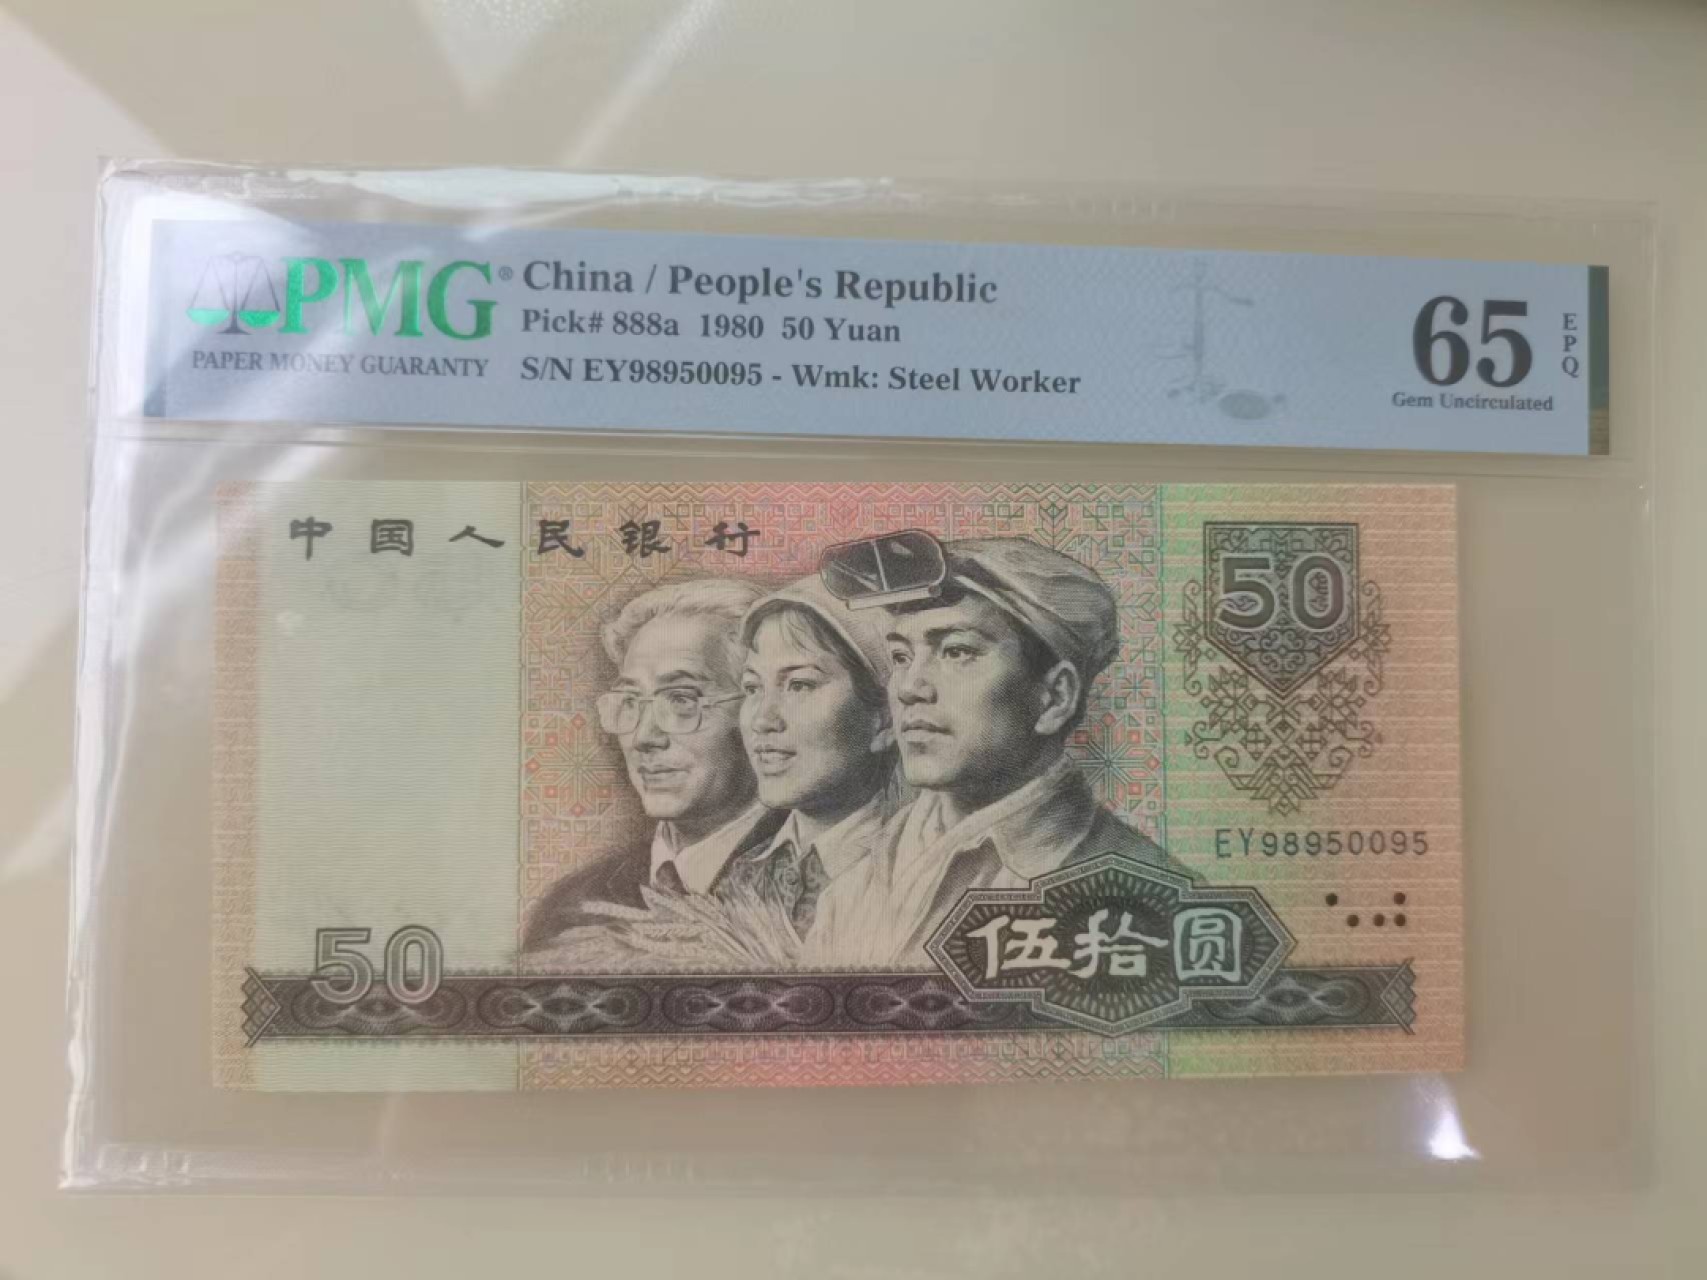 PMG®
PAPER MONEY GUARANTY
China / People's Republic
Pick# 888a 1980 50 Yuan
S/N EY98950095 - Wmk: Steel Worker
65
EPQ
Gem Uncirculated
中国人民银行
50
EY98950095
50
伍拾圆